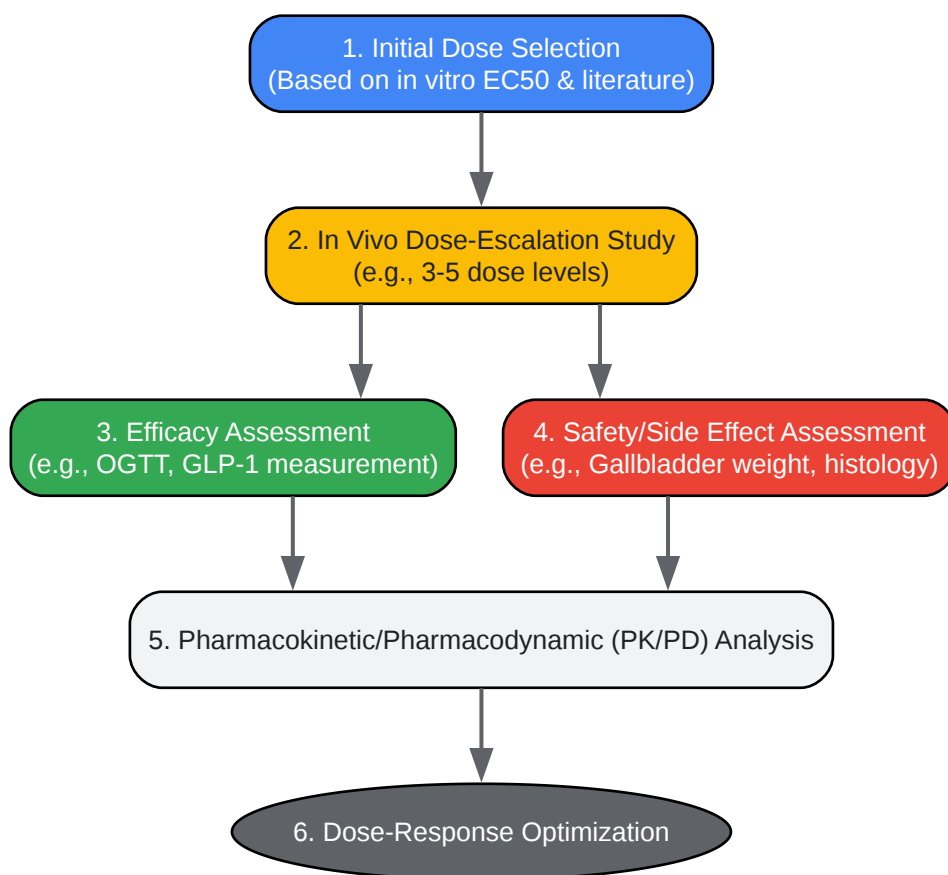 1. Initial Dose Selection
(Based on in vitro EC50 & literature)
2. In Vivo Dose-Escalation Study
(e.g., 3-5 dose levels)
3. Efficacy Assessment
(e.g., OGTT, GLP-1 measurement)
4. Safety/Side Effect Assessment
(e.g., Gallbladder weight, histology)
5. Pharmacokinetic/Pharmacodynamic (PK/PD) Analysis
6. Dose-Response Optimization